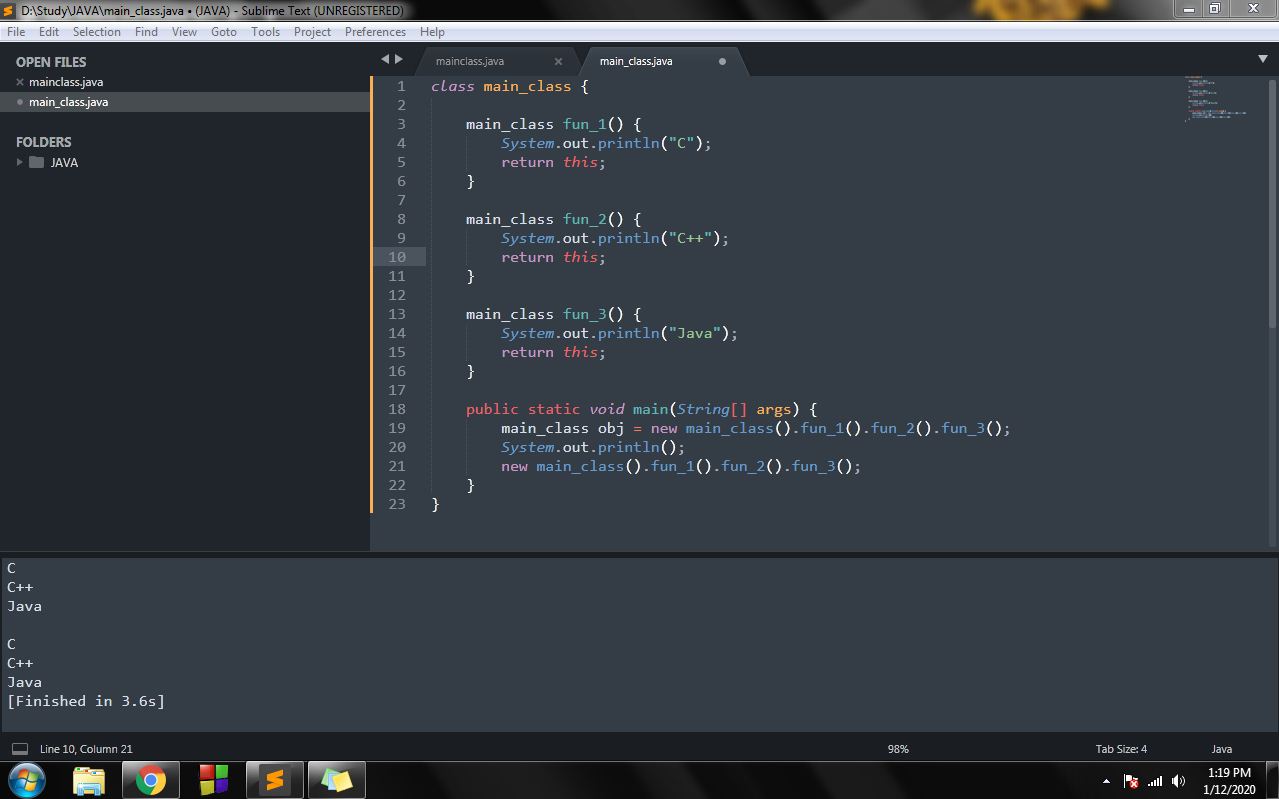 D:\Study\JAVA\main_class.java • (JAVA) - Sublime Text (UNREGISTERED)
File Edit Selection Find View Goto Tools Project Preferences Help
OPEN FILES
mainclass.java
main_class.java
FOLDERS
JAVA
mainclass.java main_class.java
1 class main_class {
2
3 main_class fun_1() {
4 System.out.println("C");
5 return this;
6 }
7
8 main_class fun_2() {
9 System.out.println("C++");
10 return this;
11 }
12
13 main_class fun_3() {
14 System.out.println("Java");
15 return this;
16 }
17
18 public static void main(String[] args) {
19 main_class obj = new main_class().fun_1().fun_2().fun_3();
20 System.out.println();
21 new main_class().fun_1().fun_2().fun_3();
22 }
23 }
C
C++
Java
C
C++
Java
[Finished in 3.6s]
Line 10, Column 21 98% Tab Size: 4 Java
1:19 PM
1/12/2020